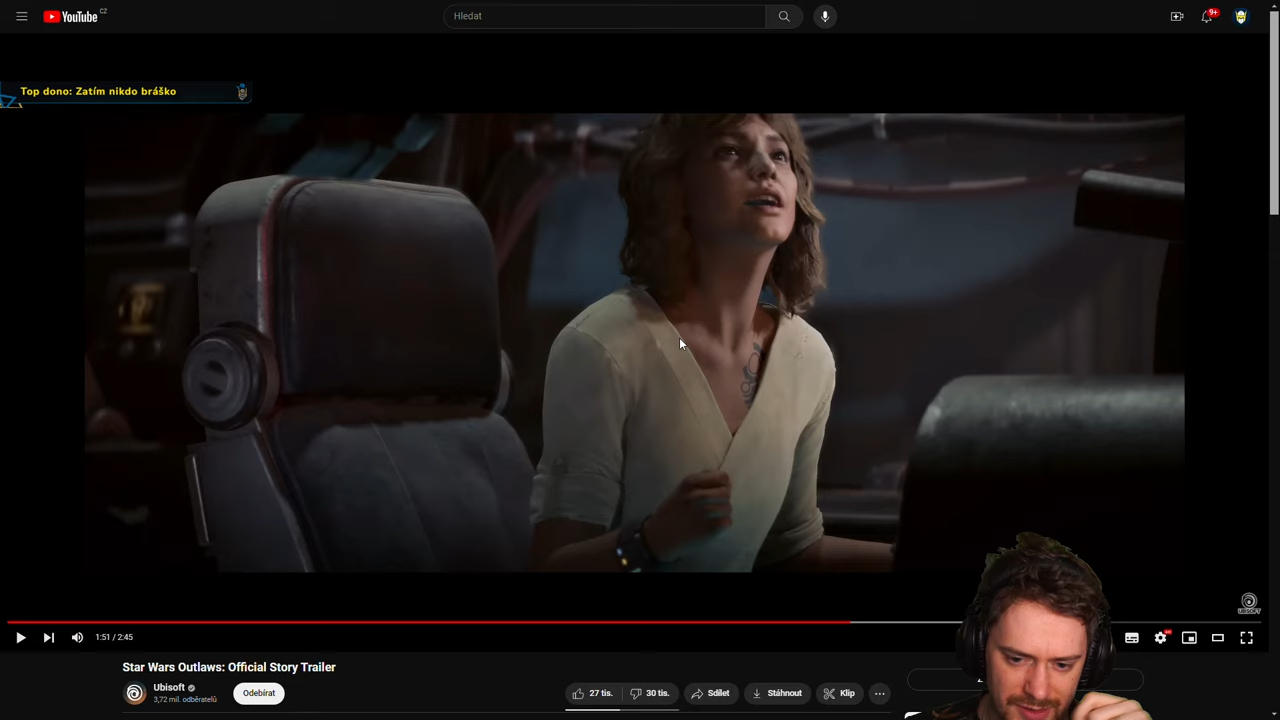 YouTube CZ
Hledat
9+
Top dono: Zatím nikdo bráško
UBISOFT
1:51 / 2:45
Star Wars Outlaws: Official Story Trailer
Ubisoft
3,72 mil. odběratelů
Odebírat
27 tis.
30 tis.
Sdílet
Stáhnout
Klip